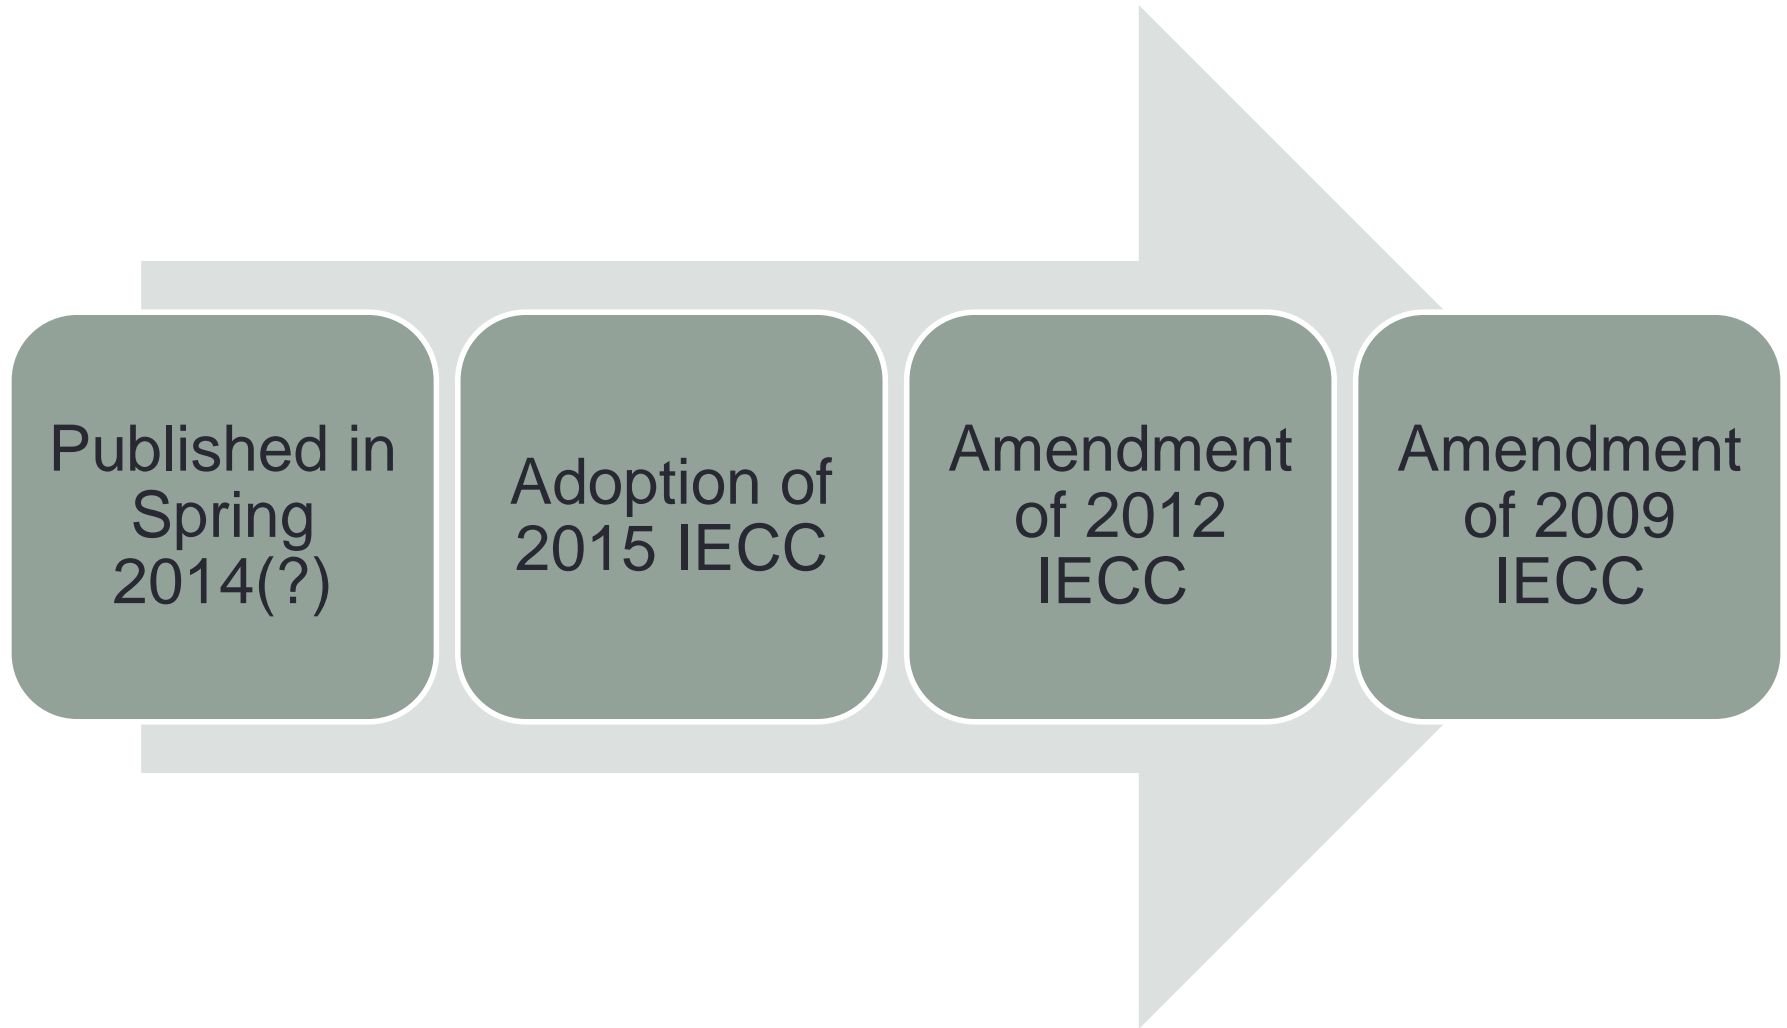 Published in
Spring
2014(?)
Adoption of
2015 IECC
Amendment
of 2012
IECC
Amendment
of 2009
IECC